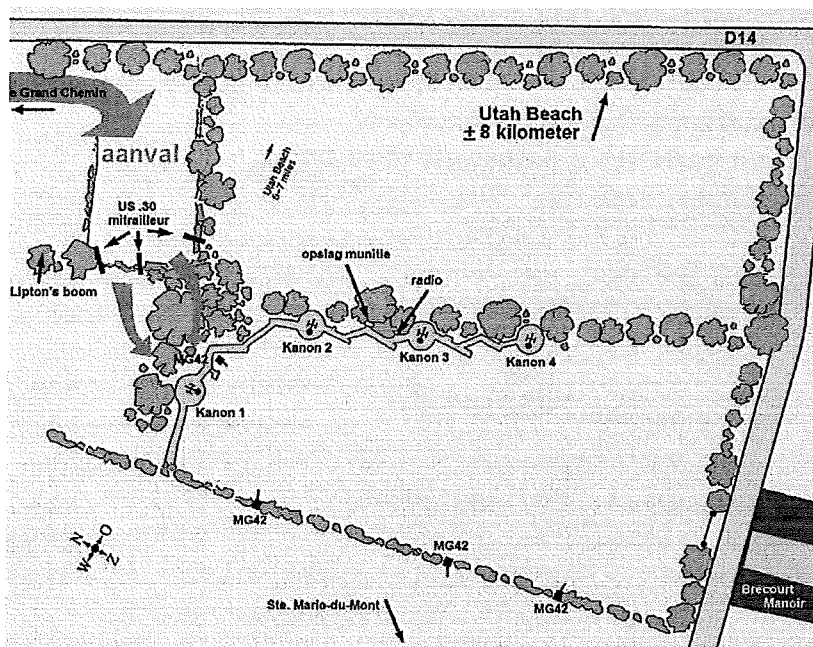 D14
e Grand Chemin
Utah Beach
± 8 kilometer
aanval
Utah Beach
6-7 miles
US .30
mitrailleur
opslag munitie
Lipton's boom
radio
MG42
Kanon 2
Kanon 3
Kanon 4
Kanon 1
MG42
N
O
W
Z
MG42
MG42
Brecourt
Manoir
Ste. Marie-du-Mont